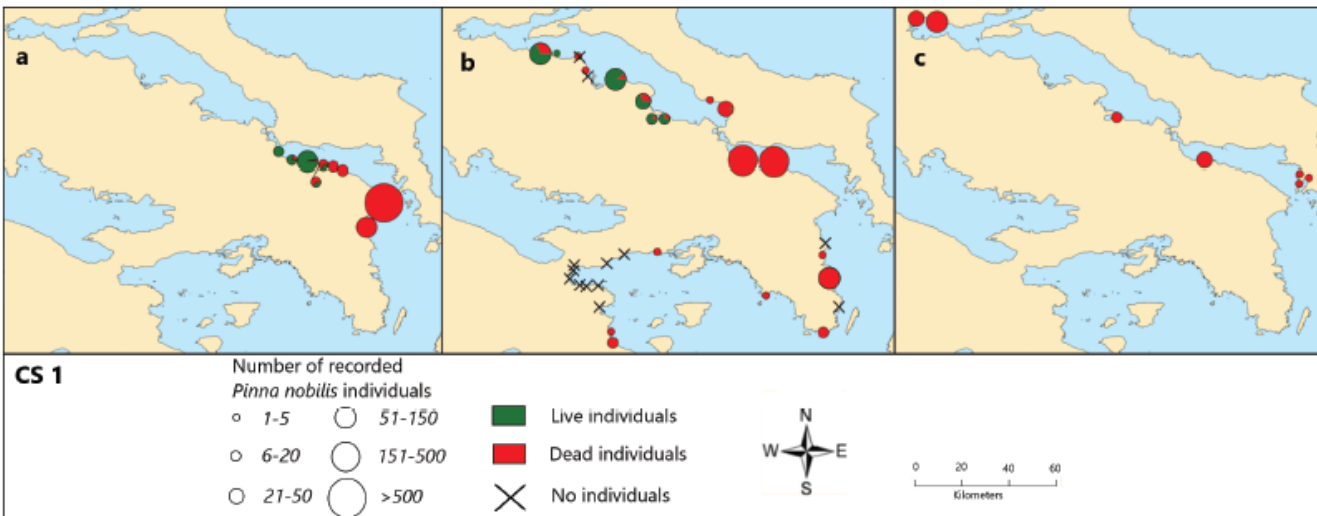 a
b
c
CS 1
Number of recorded
Pinna nobilis individuals
1-5
51-150
6-20
151-500
21-50
>500
Live individuals
Dead individuals
No individuals
N
W E
S
0 20 40 60
Kilometers